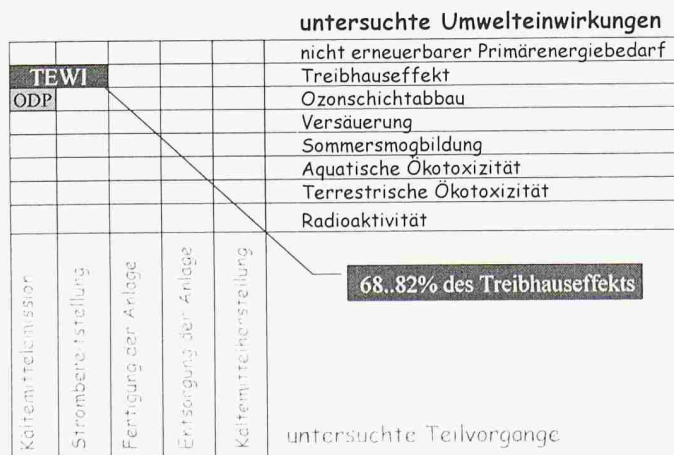 untersuchte Umwelteinwirkungen
nicht erneuerbarer Primärenergiebedarf
TEWI
Treibhauseffekt
ODP
Ozonschichtabbau
Versäuerung
Sommersmogbildung
Aquatische Ökotoxizität
Terrestrische Ökotoxizität
Radioaktivität
68..82% des Treibhauseffekts
Kältemittelemission
Strombereitstellung
Fertigung der Anlage
Entsorgung der Anlage
Kältemittelherstellung
untersuchte Teilvorgänge